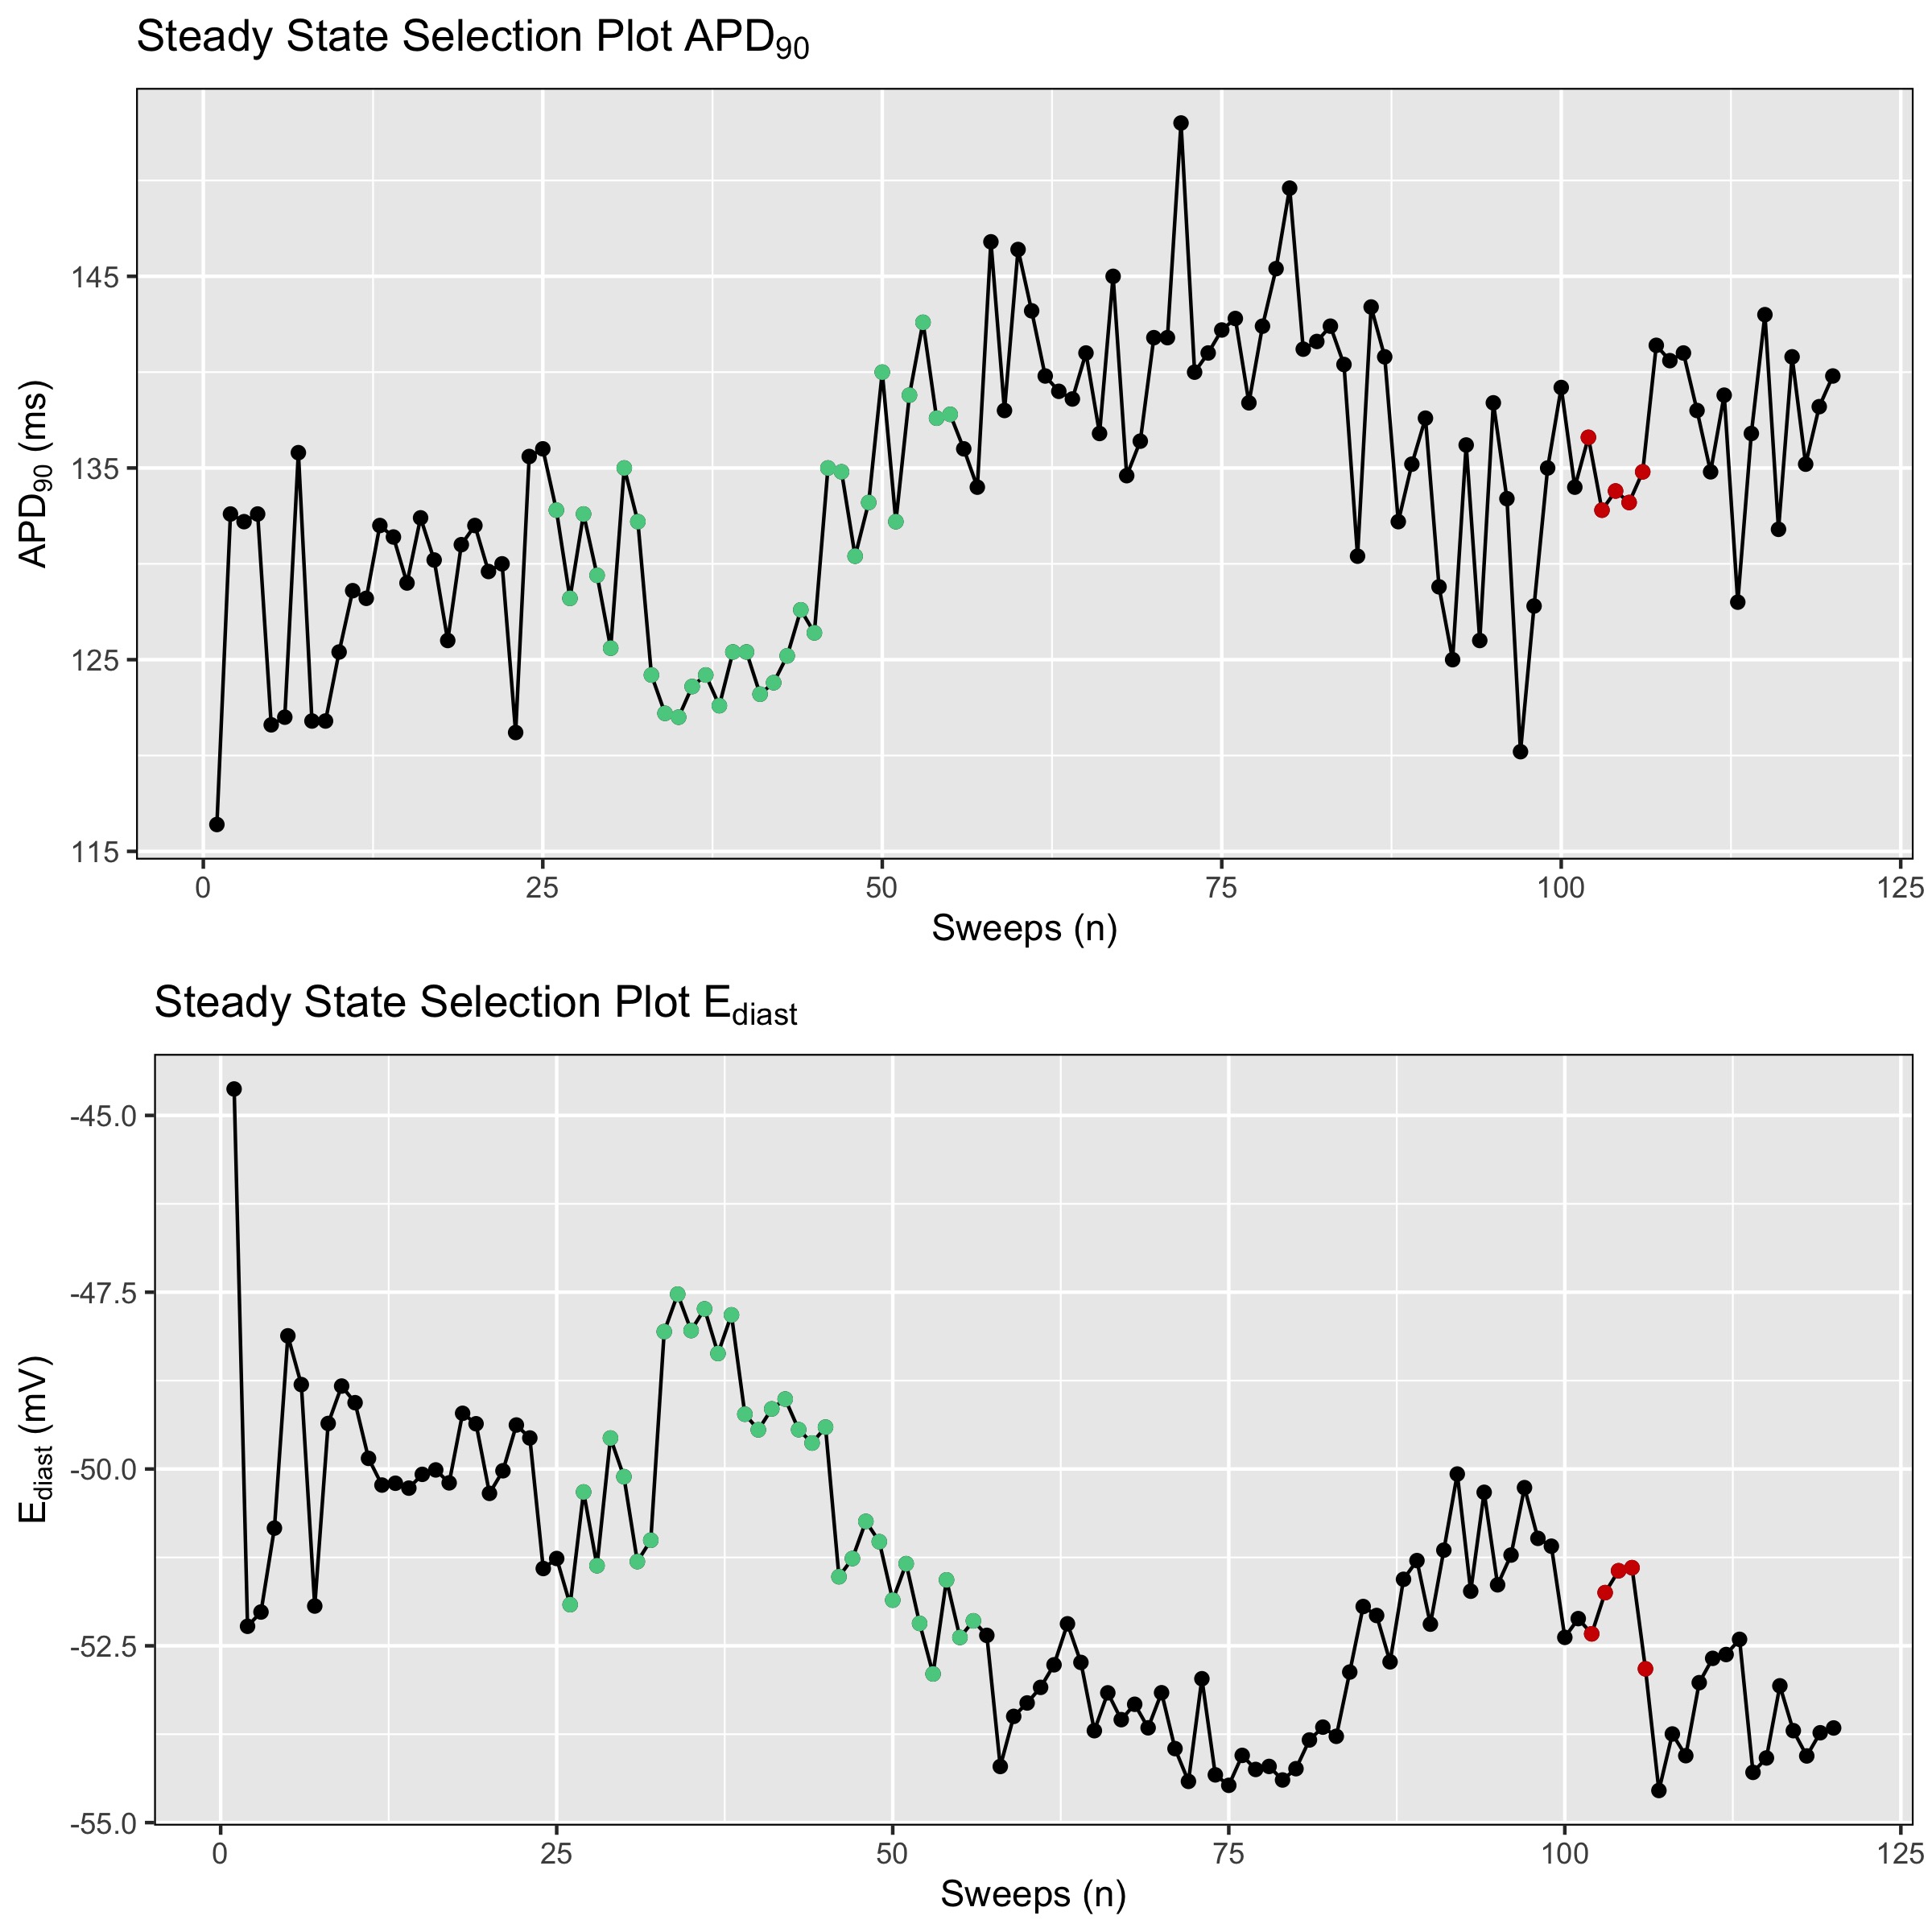 Steady State Selection Plot APD90
145
135
125
115
APD90 (ms)
0 25 50 75 100 125
Sweeps (n)
Steady State Selection Plot Ediast
-45.0
-47.5
-50.0
-52.5
-55.0
Ediast (mV)
0 25 50 75 100 125
Sweeps (n)